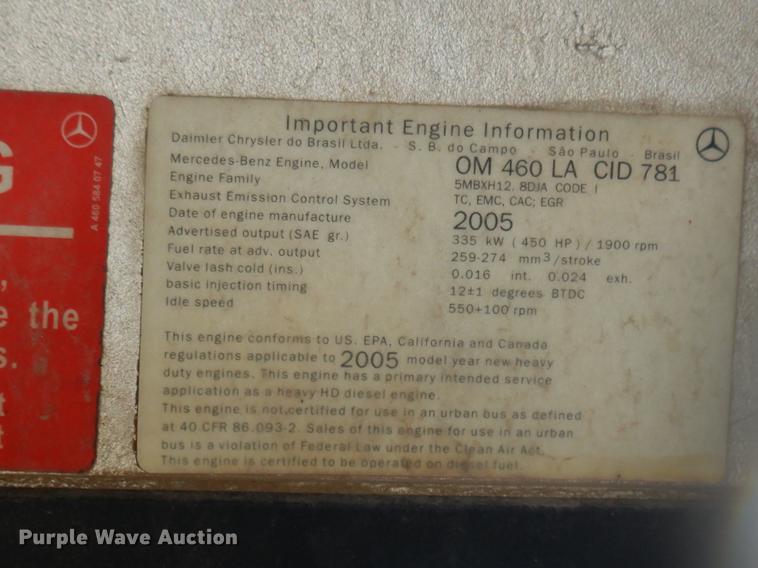 G
A 460 584 07 47
,
e the
s.
t
t
Important Engine Information
Daimler Chrysler do Brasil Ltda. - S. B. do Campo - São Paulo - Brasil
Mercedes-Benz Engine, Model OM 460 LA CID 781
Engine Family 5MBXH12. 8DJA CODE I
Exhaust Emission Control System TC, EMC, CAC; EGR
Date of engine manufacture 2005
Advertised output (SAE gr.) 335 kW ( 450 HP ) / 1900 rpm
Fuel rate at adv. output 259-274 mm3/stroke
Valve lash cold (ins.) 0.016 int. 0.024 exh.
basic injection timing 12±1 degrees BTDC
Idle speed 550+100 rpm
This engine conforms to US. EPA, California and Canada
regulations applicable to 2005 model year new heavy
duty engines. This engine has a primary intended service
application as a heavy HD diesel engine.
This engine is not.certified for use in an urban bus as defined
at 40 CFR 86.093-2. Sales of this engine for use in an urban
bus is a violation of Federal Law under the Clean Air Act.
This engine is certified to be operated on diesel fuel.
Purple Wave Auction